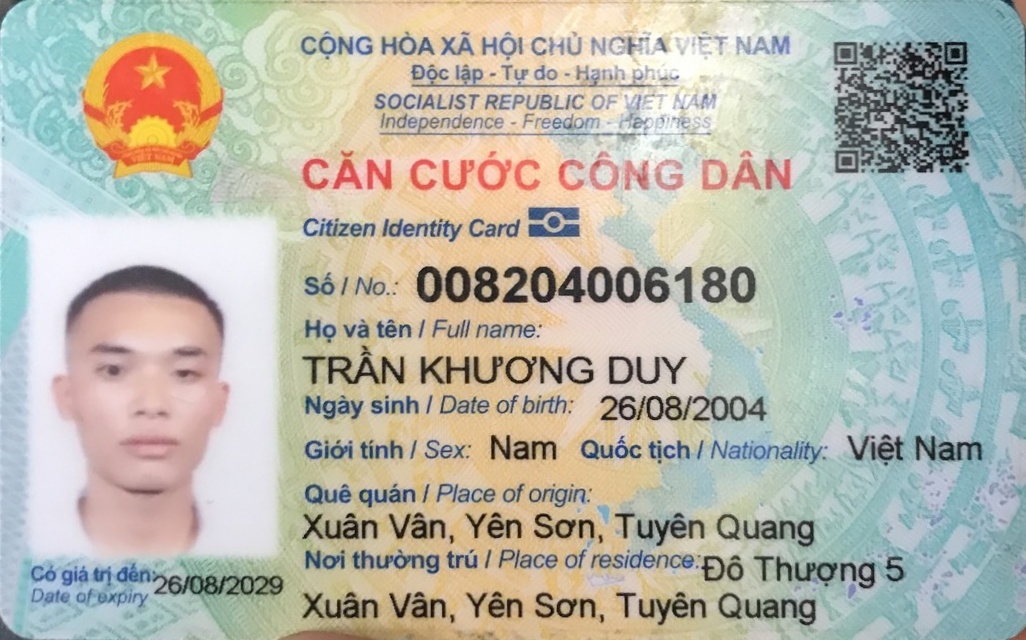 CỘNG HÒA XÃ HỘI CHỦ NGHĨA VIỆT NAM
Độc lập - Tự do - Hạnh phúc
SOCIALIST REPUBLIC OF VIET NAM
Independence - Freedom - Happiness
CĂN CƯỚC CÔNG DÂN
Citizen Identity Card
Số / No.: 008204006180
Họ và tên / Full name:
TRẦN KHƯƠNG DUY
Ngày sinh / Date of birth: 26/08/2004
Giới tính / Sex: Nam Quốc tịch / Nationality: Việt Nam
Quê quán / Place of origin:
Xuân Vân, Yên Sơn, Tuyên Quang
Nơi thường trú / Place of residence: Đô Thượng 5
Xuân Vân, Yên Sơn, Tuyên Quang
Có giá trị đến: 26/08/2029
Date of expiry